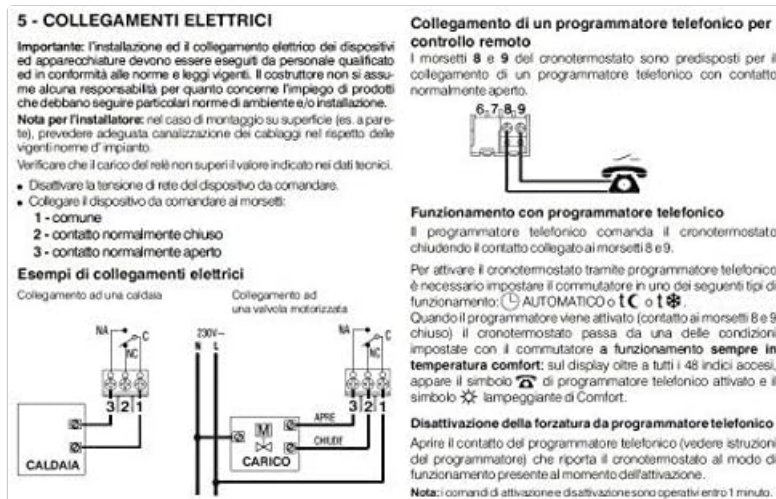 5 - COLLEGAMENTI ELETTRICI
Importante: l'installazione ed il collegamento elettrico dei dispositivi
ed apparecchiature devono essere eseguiti da personale qualificato
ed in conformità alle norme e leggi vigenti. Il costruttore non si assu-
me alcuna responsabilità per quanto concerne l'impiego di prodotti
che debbano seguire particolari norme di ambiente e/o installazione.
Nota per l'installatore: nel caso di montaggio su superficie (es. a pare-
te), prevedere adeguata canalizzazione dei cablaggi nel rispetto delle
vigenti norme d' impianto.
Verificare che il carico del relè non superi il valore indicato nei dati tecnici.
• Disattivare la tensione di rete del dispositivo da comandare.
• Collegare il dispositivo da comandare ai morsetti:
1 - comune
2 - contatto normalmente chiuso
3 - contatto normalmente aperto
Esempi di collegamenti elettrici
Collegamento ad una caldaia
NA
C
NC
3 2 1
CALDAIA
Collegamento ad
una valvola motorizzata
230V~
N L
NA
C
NC
3 2 1
APRE
M
CHIUDE
CARICO
Collegamento di un programmatore telefonico per
controllo remoto
I morsetti 8 e 9 del cronotermostato sono predisposti per il
collegamento di un programmatore telefonico con contatto
normalmente aperto.
6 7 8 9
Funzionamento con programmatore telefonico
Il programmatore telefonico comanda il cronotermostato
chiudendo il contatto collegato ai morsetti 8 e 9.
Per attivare il cronotermostato tramite programmatore telefonico
è necessario impostare il commutatore in uno dei seguenti tipi di
funzionamento: AUTOMATICO o t o t
Quando il programmatore viene attivato (contatto ai morsetti 8 e 9
chiuso) il cronotermostato passa da una delle condizioni
impostate con il commutatore a funzionamento sempre in
temperatura comfort: sul display oltre a tutti i 48 indici accesi,
appare il simbolo di programmatore telefonico attivato e il
simbolo lampeggiante di Comfort.
Disattivazione della forzatura da programmatore telefonico
Aprire il contatto del programmatore telefonico (vedere istruzioni
del programmatore) che riporta il cronotermostato al modo di
funzionamento presente al momento dell'attivazione.
Nota: i comandi di attivazione e disattivazione sono operativi entro 1 minuto.